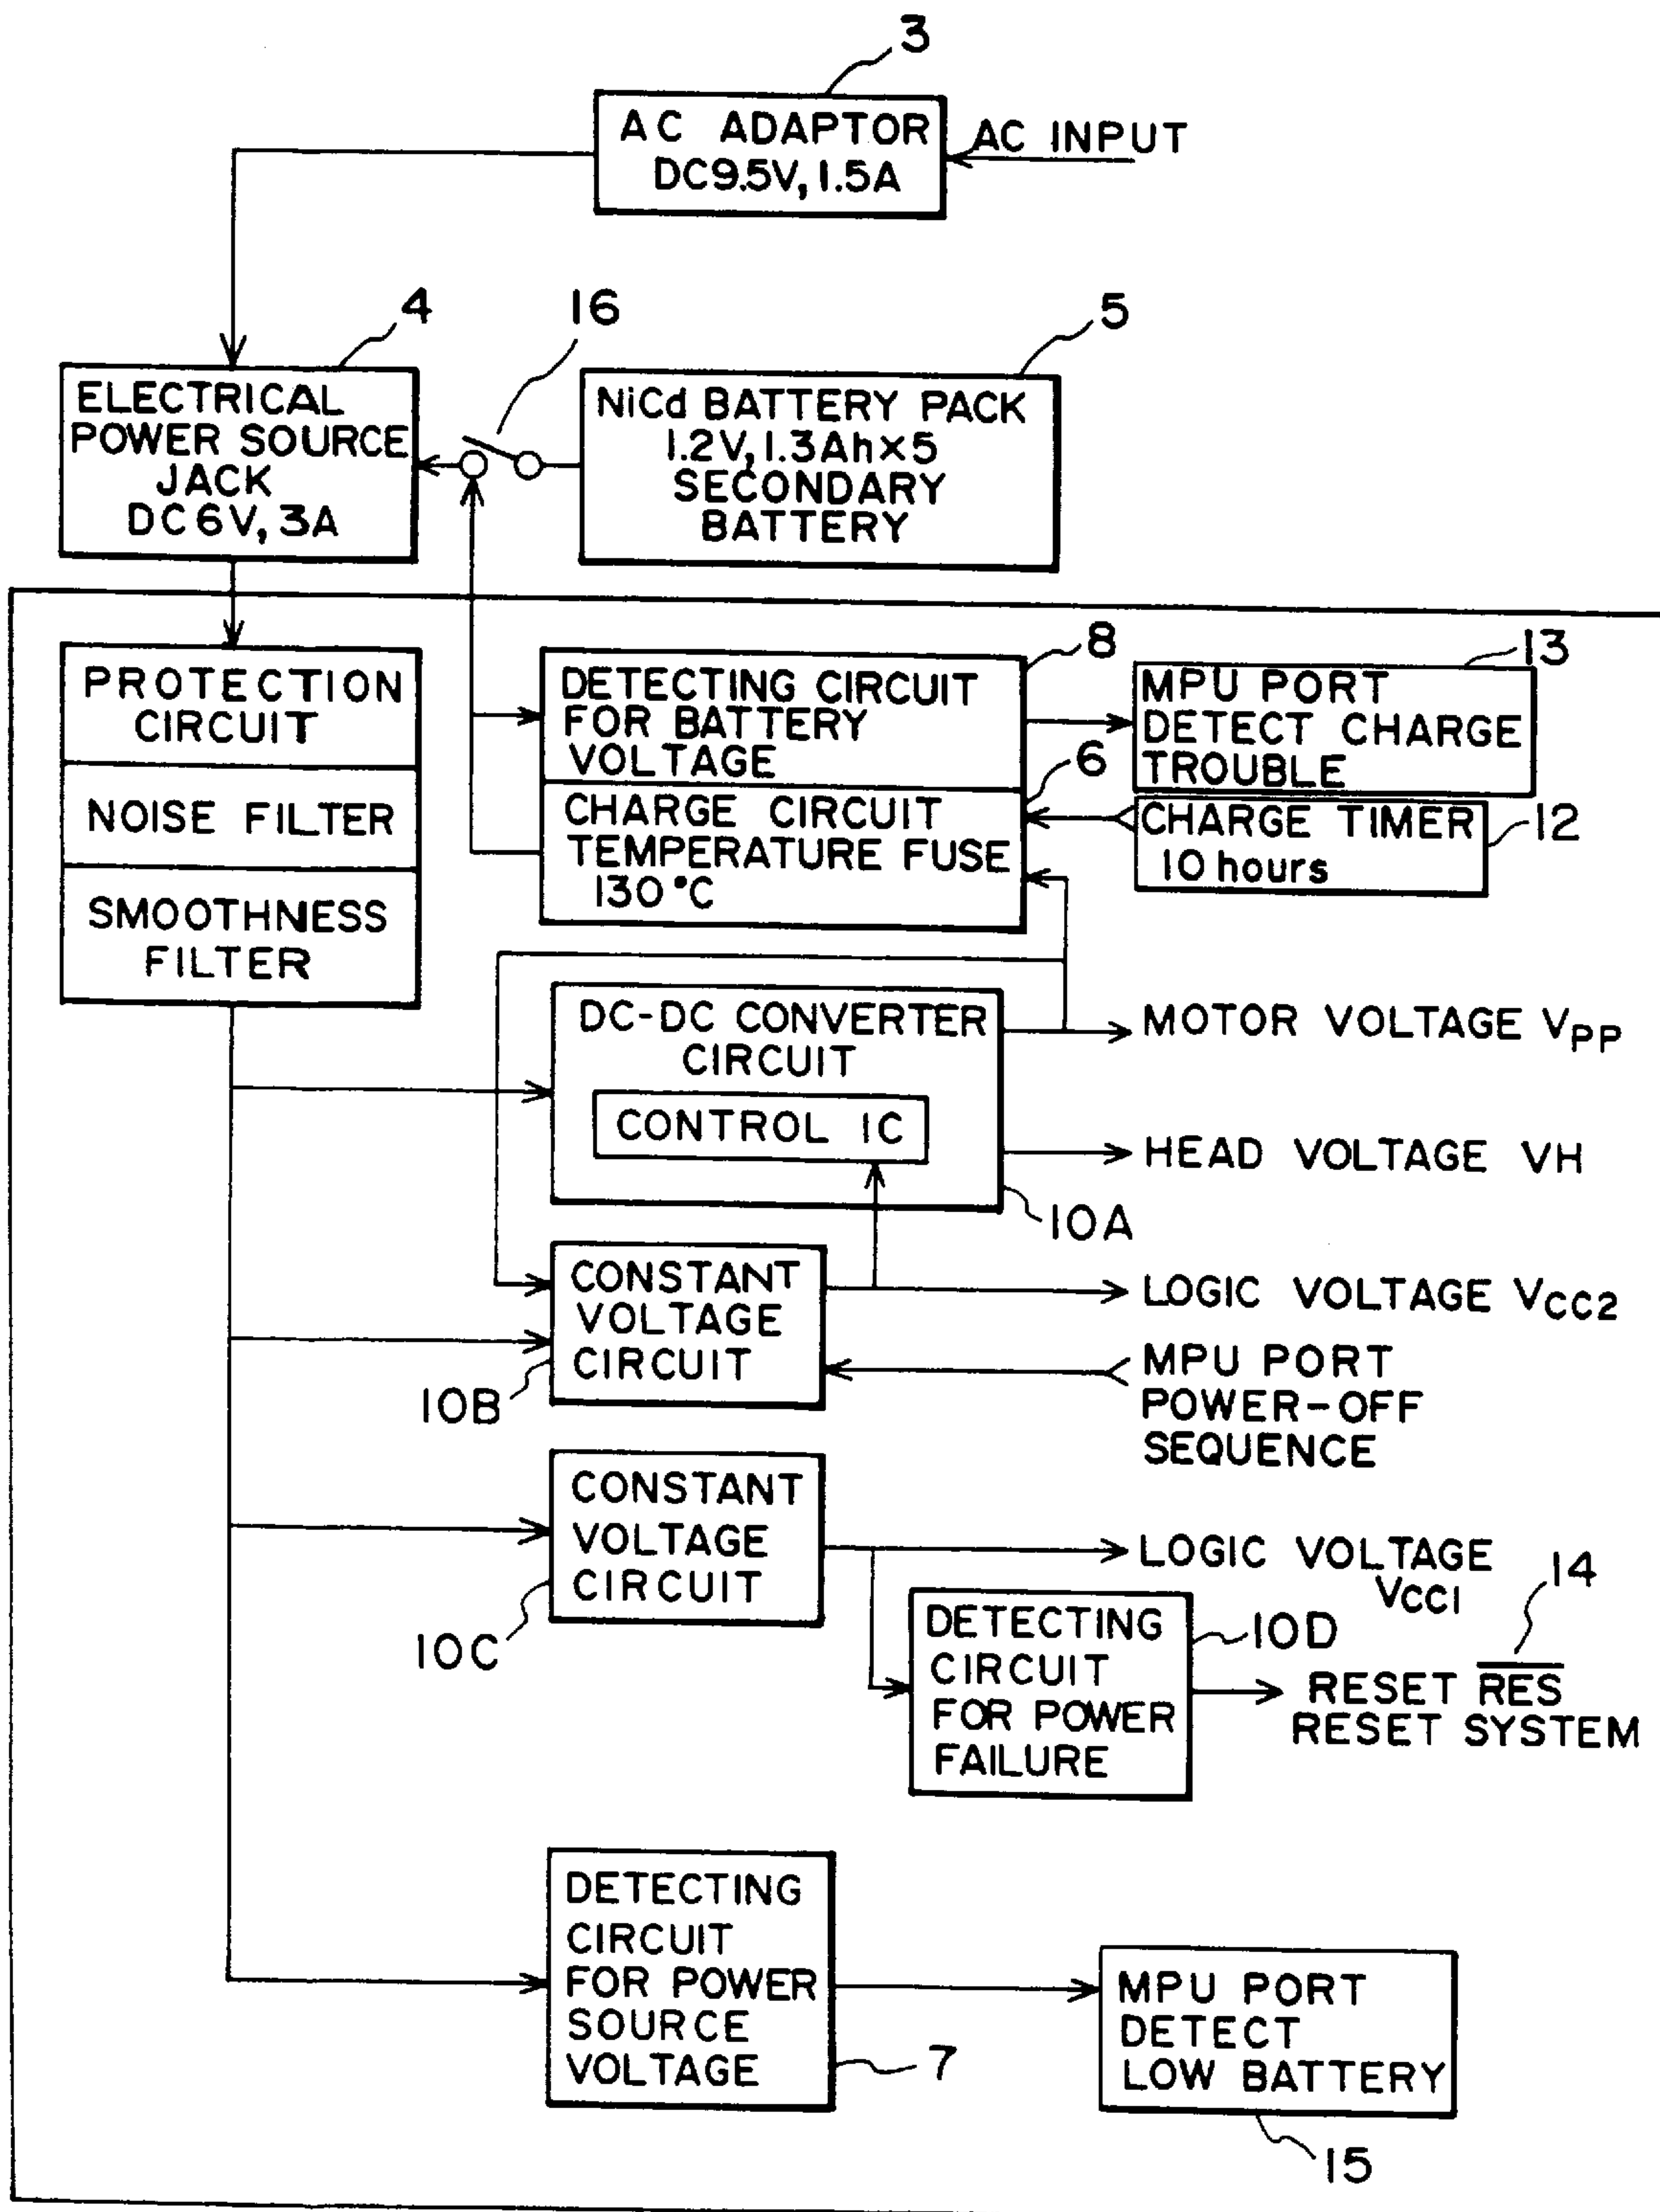 3
AC ADAPTOR
DC9.5V, 1.5A
AC INPUT
4
16
5
ELECTRICAL
POWER SOURCE
JACK
DC6V, 3A
NiCd BATTERY PACK
1.2V, 1.3Ah×5
SECONDARY
BATTERY
PROTECTION
CIRCUIT
NOISE FILTER
SMOOTHNESS
FILTER
8
DETECTING CIRCUIT
FOR BATTERY
VOLTAGE
13
MPU PORT
DETECT CHARGE
TROUBLE
6
CHARGE CIRCUIT
TEMPERATURE FUSE
130°C
CHARGE TIMER
10 hours
12
DC-DC CONVERTER
CIRCUIT
CONTROL IC
MOTOR VOLTAGE VPP
HEAD VOLTAGE VH
10A
CONSTANT
VOLTAGE
CIRCUIT
10B
LOGIC VOLTAGE VCC2
MPU PORT
POWER-OFF
SEQUENCE
CONSTANT
VOLTAGE
CIRCUIT
10C
LOGIC VOLTAGE
VCC1
14
DETECTING
CIRCUIT
FOR POWER
FAILURE
10D
RESET R̅E̅S̅
RESET SYSTEM
DETECTING
CIRCUIT
FOR POWER
SOURCE
VOLTAGE
7
MPU PORT
DETECT
LOW BATTERY
15